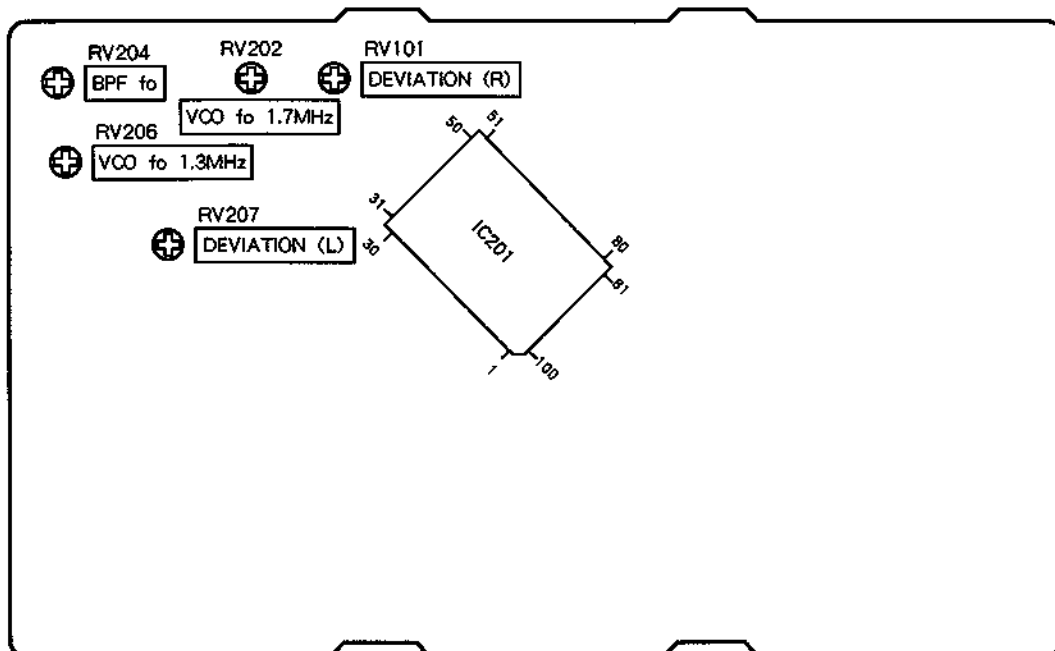 RV204
BPF fo
RV202
VCO fo 1.7MHz
RV101
DEVIATION (R)
RV206
VCO fo 1.3MHz
RV207
DEVIATION (L)
50
51
31
30
IC201
80
81
1
100